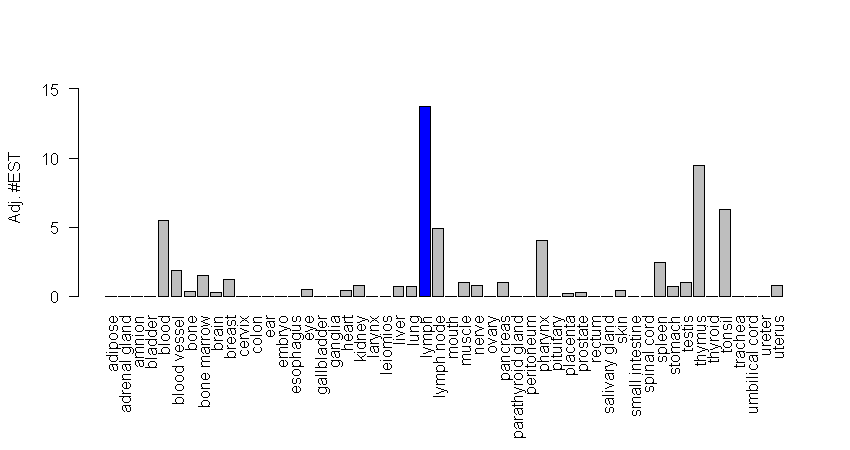 15
10
5
0
Adj. #EST
adipose
adrenal gland
amnion
bladder
blood
blood vessel
bone
bone marrow
brain
breast
cervix
colon
ear
embryo
esophagus
eye
gallbladder
ganglia
heart
kidney
larynx
leiomios
liver
lung
lymph
lymph node
mouth
muscle
nerve
ovary
pancreas
parathyroid gland
peritoneum
pharynx
pituitary
placenta
prostate
rectum
salivary gland
skin
small intestine
spinal cord
spleen
stomach
testis
thymus
thyroid
tonsil
trachea
umbilical cord
ureter
uterus